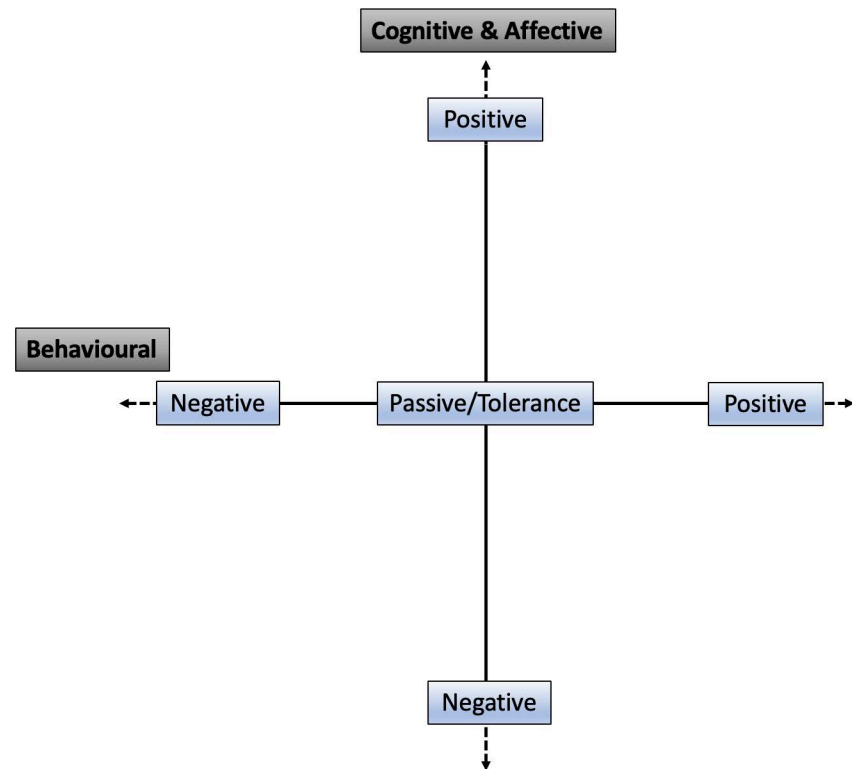 Cognitive & Affective
Positive
Behavioural
Negative
Passive/Tolerance
Positive
Negative